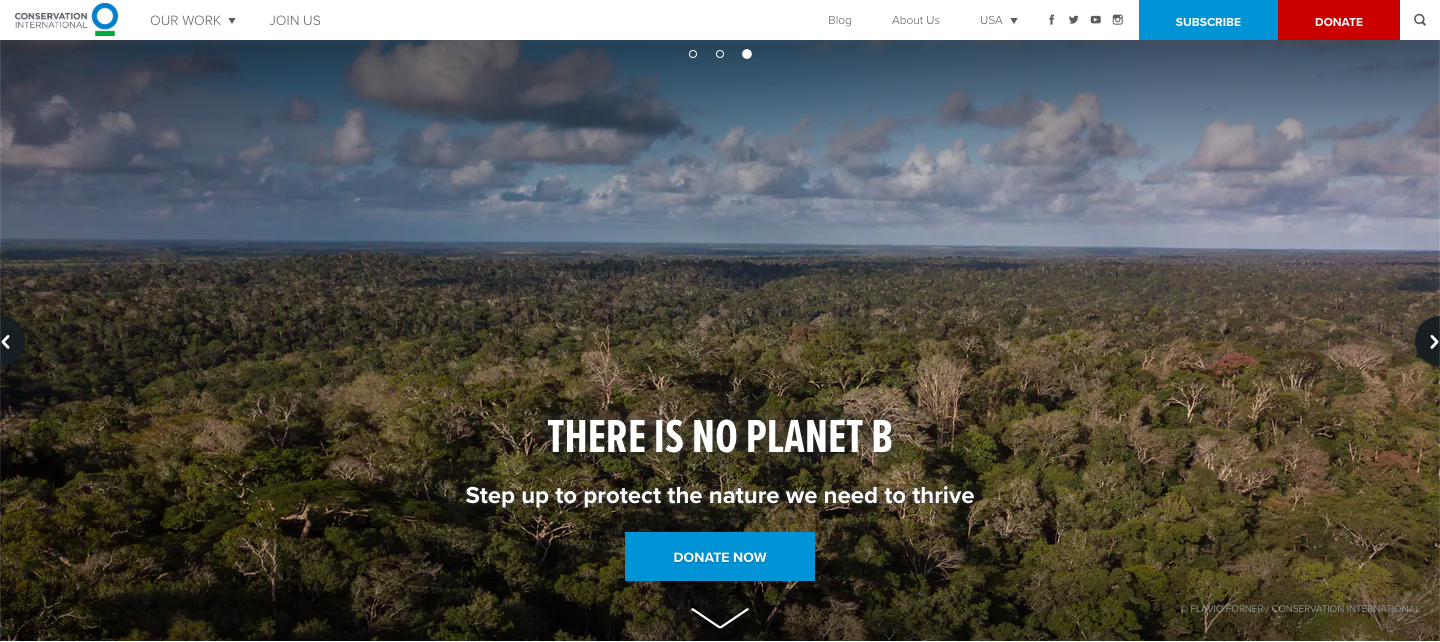 CONSERVATION
INTERNATIONAL
OUR WORK
JOIN US
Blog
About Us
USA
SUBSCRIBE
DONATE
THERE IS NO PLANET B
Step up to protect the nature we need to thrive
DONATE NOW
© FLAVIO FORNER / CONSERVATION INTERNATIONAL